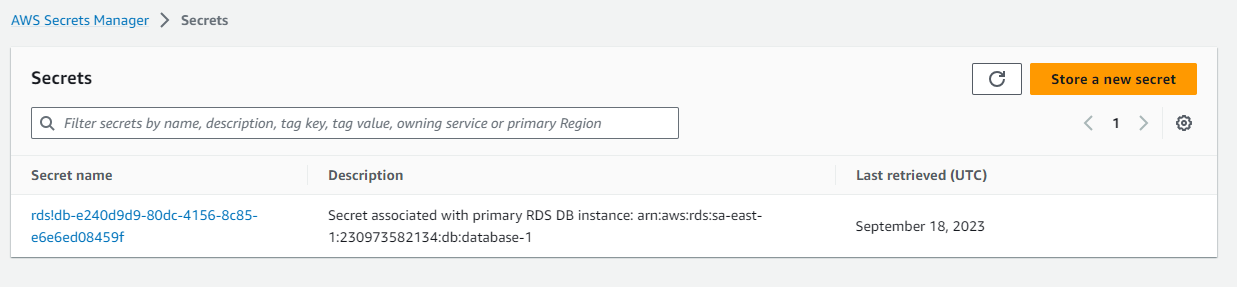 AWS Secrets Manager > Secrets
Secrets
Store a new secret
Filter secrets by name, description, tag key, tag value, owning service or primary Region
1
Secret name
Description
Last retrieved (UTC)
rds!db-e240d9d9-80dc-4156-8c85-
e6e6ed08459f
Secret associated with primary RDS DB instance: arn:aws:rds:sa-east-
1:230973582134:db:database-1
September 18, 2023